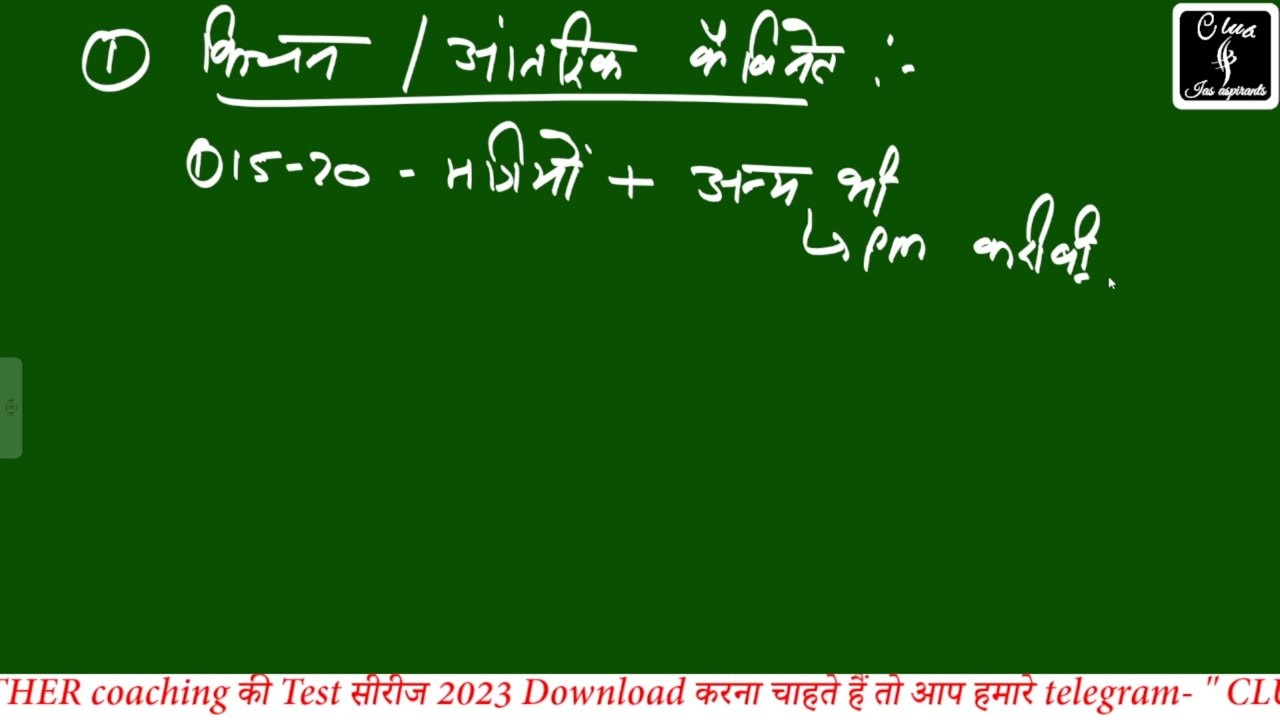 ① किचन / आंतरिक कैबिनेट :-
① 15-20 - मंत्रियों + अन्य भी
↳ PM करीबी.
Clue
Ias aspirants
THER coaching की Test सीरीज 2023 Download करना चाहते हैं तो आप हमारे telegram- " CLU